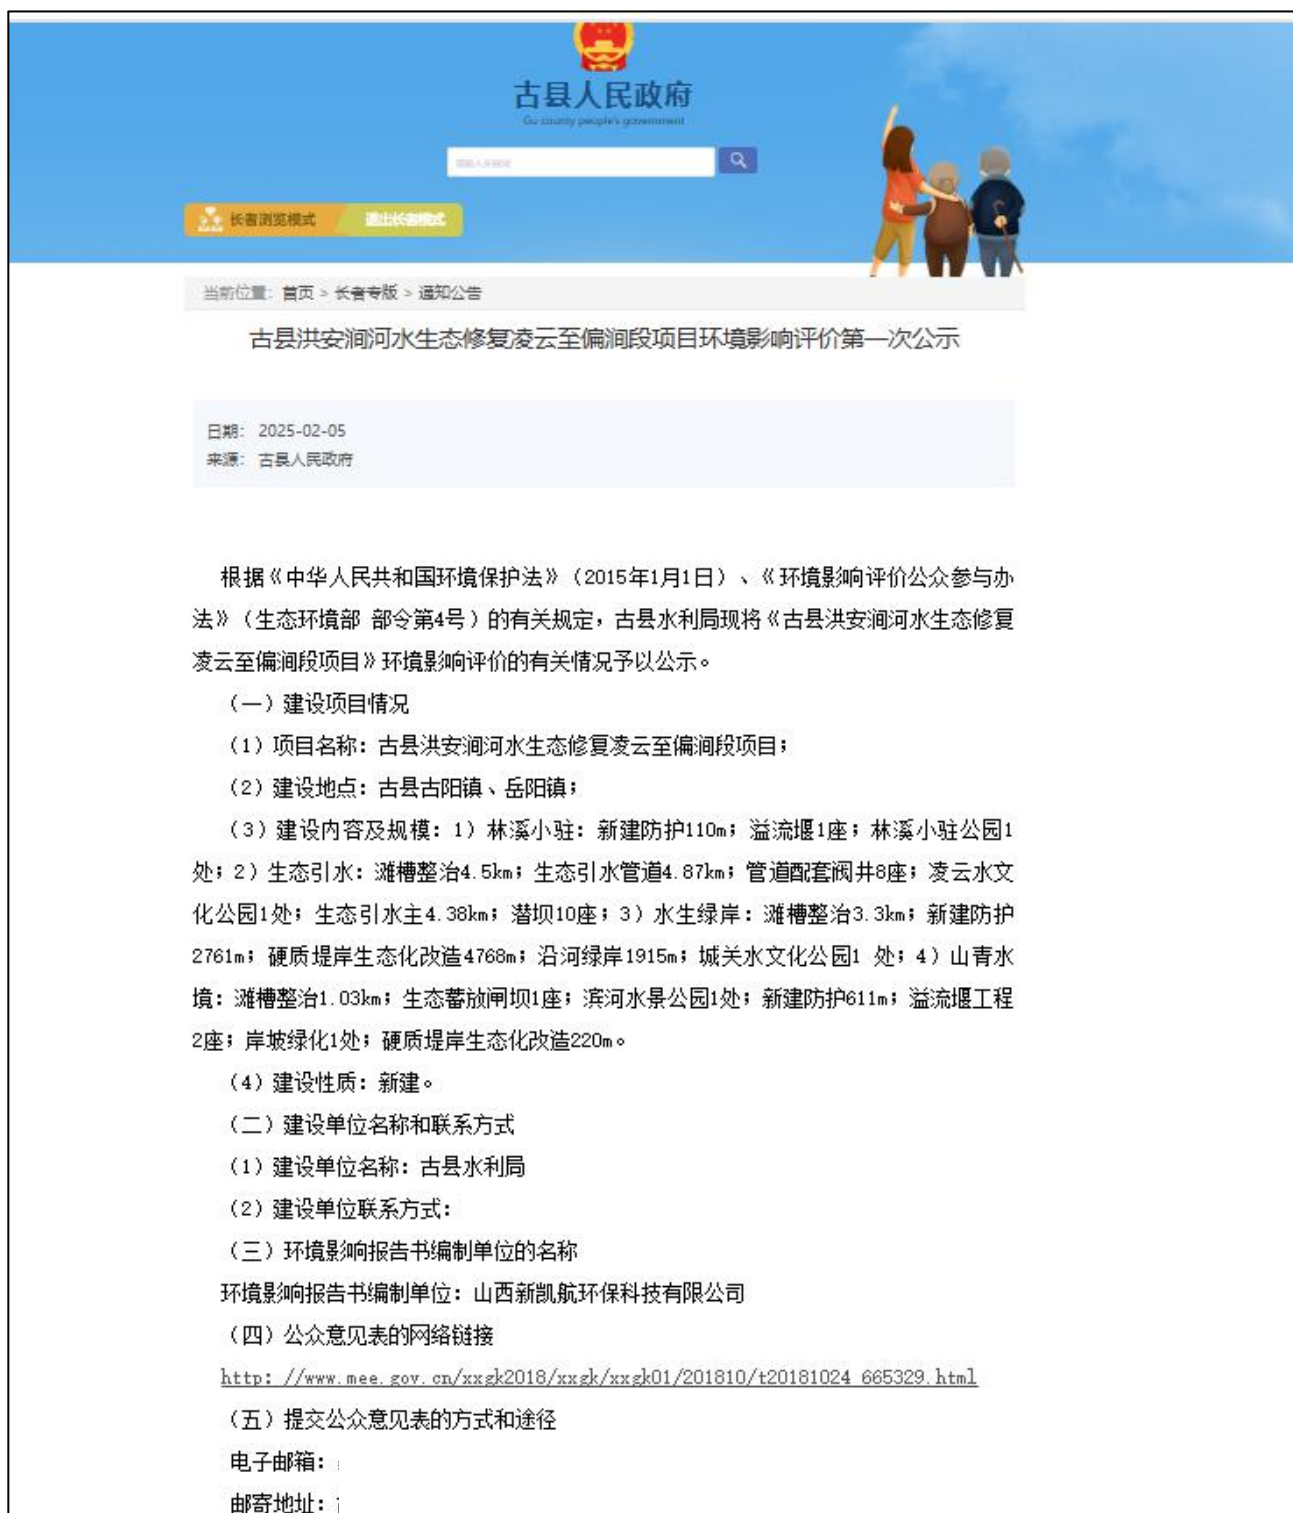 古县人民政府
Gu county people's government
长者浏览模式 退出长者模式
当前位置：首页 > 长者专版 > 通知公告
古县洪安涧河水生态修复凌云至偏涧段项目环境影响评价第一次公示
日期： 2025-02-05
来源： 古县人民政府
根据《中华人民共和国环境保护法》（2015年1月1日）、《环境影响评价公众参与办
法》（生态环境部 部令第4号）的有关规定，古县水利局现将《古县洪安涧河水生态修复
凌云至偏涧段项目》环境影响评价的有关情况予以公示。
（一）建设项目情况
（1）项目名称：古县洪安涧河水生态修复凌云至偏涧段项目；
（2）建设地点：古县古阳镇、岳阳镇；
（3）建设内容及规模：1）林溪小驻：新建防护110m；溢流堰1座；林溪小驻公园1
处；2）生态引水：滩槽整治4.5km；生态引水管道4.87km；管道配套阀井8座；凌云水文
化公园1处；生态引水主4.38km；潜坝10座；3）水生绿岸：滩槽整治3.3km；新建防护
2761m；硬质堤岸生态化改造4768m；沿河绿岸1915m；城关水文化公园1 处；4）山青水
境：滩槽整治1.03km；生态蓄放闸坝1座；滨河水景公园1处；新建防护611m；溢流堰工程
2座；岸坡绿化1处；硬质堤岸生态化改造220m。
（4）建设性质：新建。
（二）建设单位名称和联系方式
（1）建设单位名称：古县水利局
（2）建设单位联系方式：
（三）环境影响报告书编制单位的名称
环境影响报告书编制单位：山西新凯航环保科技有限公司
（四）公众意见表的网络链接
http: //www.mee.gov.cn/xxgk2018/xxgk/xxgk01/201810/t20181024_665329.html
（五）提交公众意见表的方式和途径
电子邮箱：
邮寄地址：